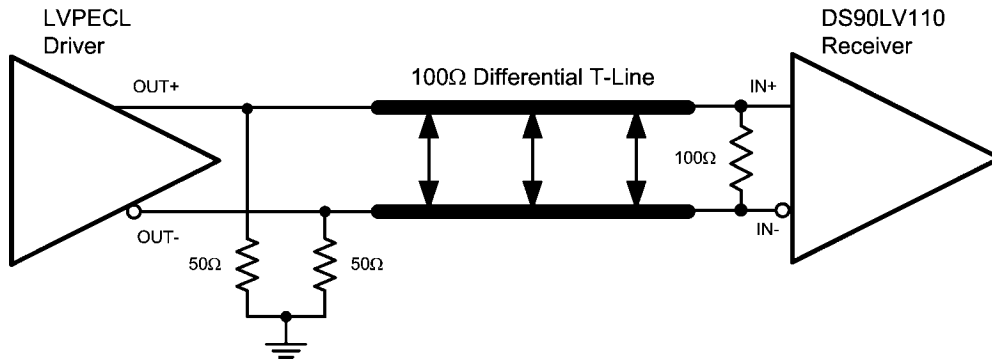 LVPECL
Driver
DS90LV110
Receiver
OUT+
100Ω Differential T-Line
IN+
100Ω
OUT-
IN-
50Ω
50Ω